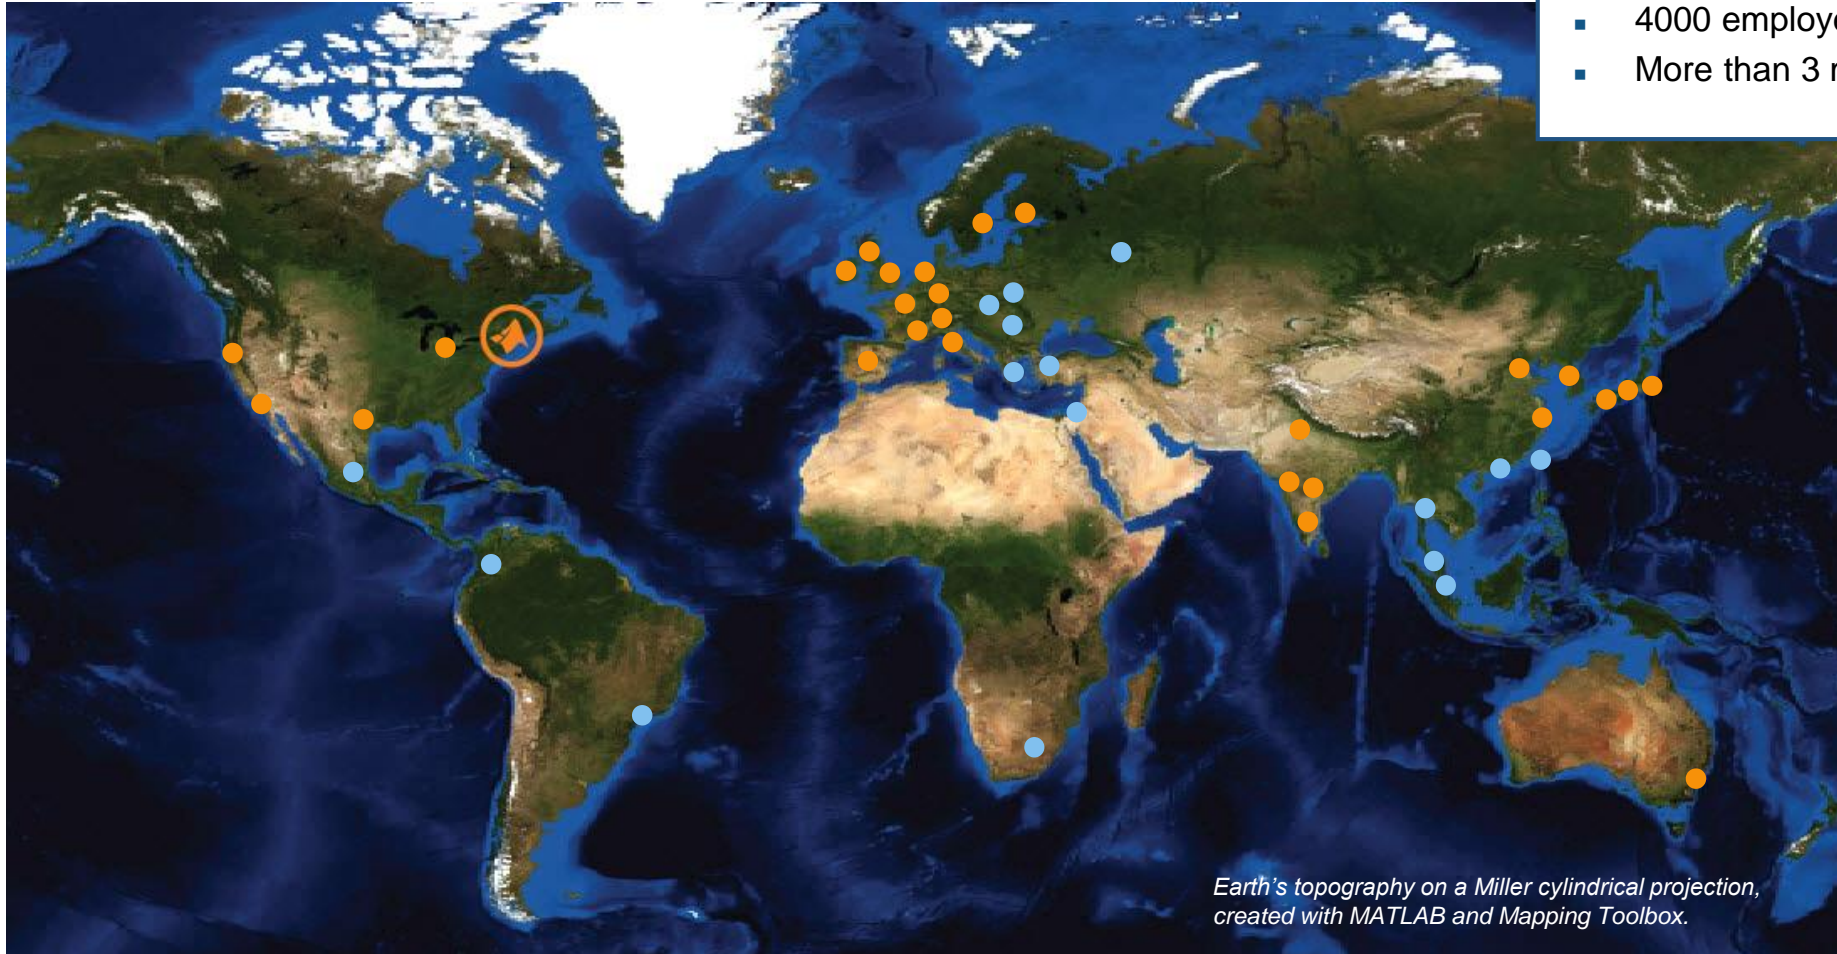 4000 employ
More than 3
Earth's topography on a Miller cylindrical projection,
created with MATLAB and Mapping Toolbox.